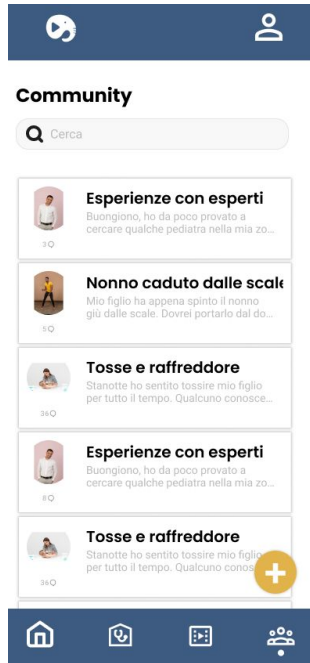 Community
Cerca
Esperienze con esperti
Buongiono, ho da poco provato a
cercare qualche pediatra nella mia zo...
3
Nonno caduto dalle scale
Mio figlio ha appena spinto il nonno
giù dalle scale. Dovrei portarlo dal do...
5
Tosse e raffreddore
Stanotte ho sentito tossire mio figlio
per tutto il tempo. Qualcuno conosce...
36
Esperienze con esperti
Buongiono, ho da poco provato a
cercare qualche pediatra nella mia zo...
8
Tosse e raffreddore
Stanotte ho sentito tossire mio figlio
per tutto il tempo. Qualcuno conos
36